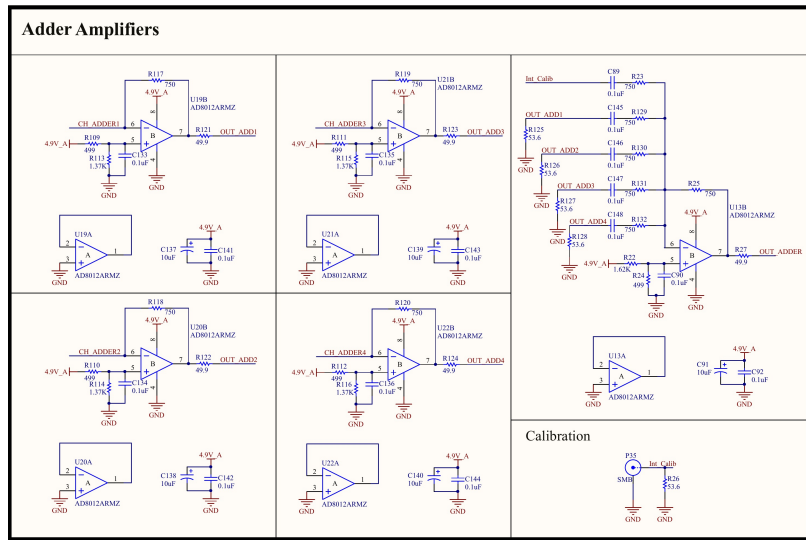 Adder Amplifiers
R117
750
4.9V_A
U19B
AD8012ARMZ
8
CH_ADDER1
6
B
7
R121
OUT_ADD1
49.9
R109
4.9V_A
499
5
R113
1.37K
C133
0.1uF
4
GND
GND
U19A
2
A
1
3
AD8012ARMZ
GND
4.9V_A
C137
10uF
C141
0.1uF
GND
R119
750
4.9V_A
U21B
AD8012ARMZ
8
CH_ADDER3
6
B
7
R123
OUT_ADD3
49.9
R111
4.9V_A
499
5
R115
1.37K
C135
0.1uF
4
GND
GND
U21A
2
A
1
3
AD8012ARMZ
GND
4.9V_A
C139
10uF
C143
0.1uF
GND
R118
750
4.9V_A
U20B
AD8012ARMZ
8
CH_ADDER2
6
B
7
R122
OUT_ADD2
49.9
R110
4.9V_A
499
5
R114
1.37K
C134
0.1uF
4
GND
GND
U20A
2
A
1
3
AD8012ARMZ
GND
4.9V_A
C138
10uF
C142
0.1uF
GND
R120
750
4.9V_A
U22B
AD8012ARMZ
8
CH_ADDER4
6
B
7
R124
OUT_ADD4
49.9
R112
4.9V_A
499
5
R116
1.37K
C136
0.1uF
4
GND
GND
U22A
2
A
1
3
AD8012ARMZ
GND
4.9V_A
C140
10uF
C144
0.1uF
GND
C89
R23
Int_Calib
0.1uF
750
C145
R129
OUT_ADD1
0.1uF
750
R125
53.6
GND
C146
R130
OUT_ADD2
0.1uF
750
R126
53.6
GND
C147
R131
OUT_ADD3
0.1uF
750
R127
53.6
GND
C148
R132
OUT_ADD4
0.1uF
750
R128
53.6
GND
R25
750
4.9V_A
U13B
AD8012ARMZ
8
6
B
7
R27
OUT_ADDER
49.9
R22
4.9V_A
1.62K
5
R24
499
C90
0.1uF
4
GND
GND
U13A
2
A
1
3
AD8012ARMZ
GND
4.9V_A
C91
10uF
C92
0.1uF
GND
Calibration
P35
Int_Calib
SMB
R26
53.6
GND
GND